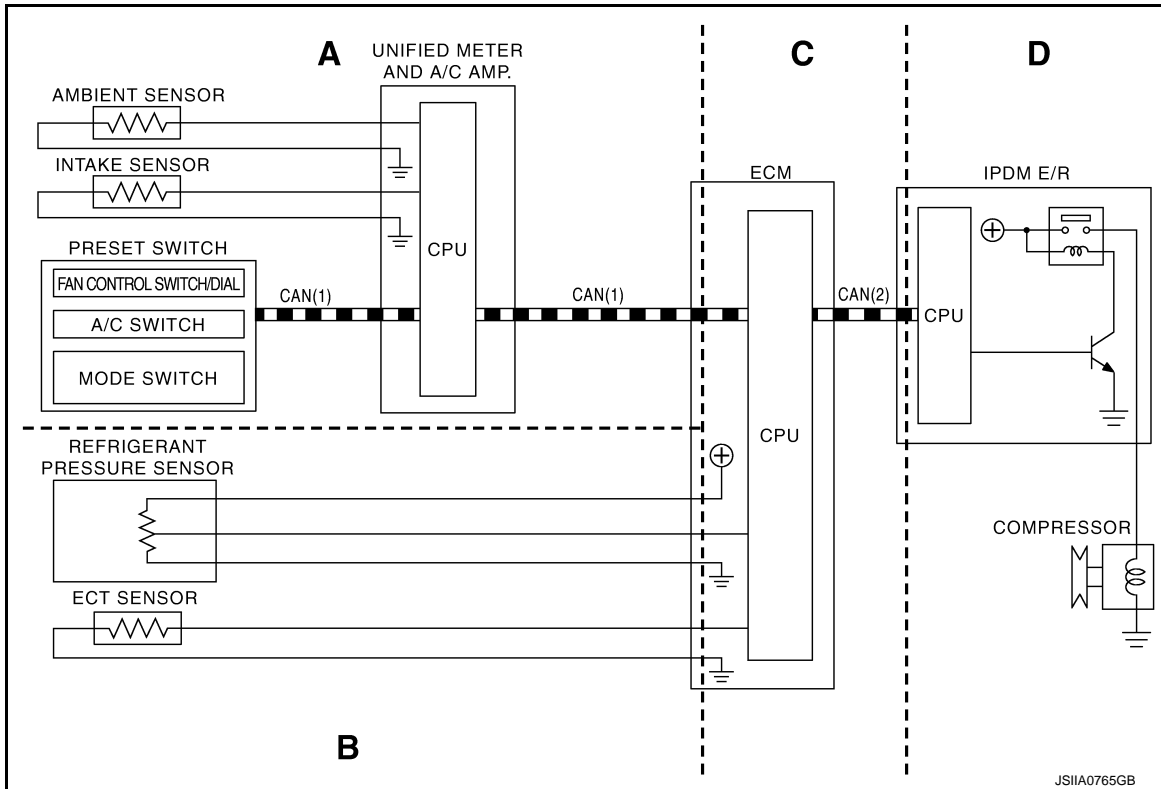 A
UNIFIED METER
AND A/C AMP.
C
D
AMBIENT SENSOR
INTAKE SENSOR
CPU
PRESET SWITCH
FAN CONTROL SWITCH/DIAL
A/C SWITCH
MODE SWITCH
CAN(1)
CAN(1)
ECM
CPU
CAN(2)
IPDM E/R
CPU
REFRIGERANT
PRESSURE SENSOR
ECT SENSOR
COMPRESSOR
B
JSIIA0765GB